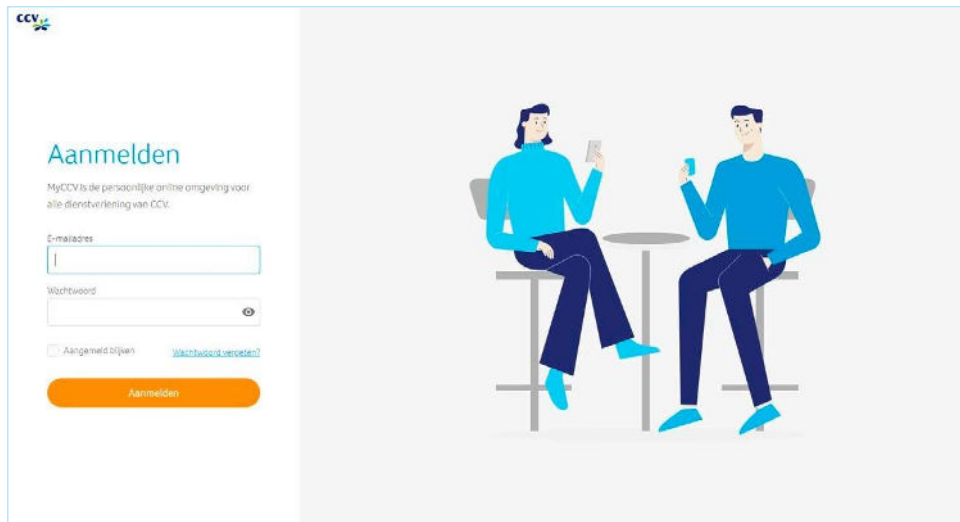 CCV
Aanmelden
MyCCV is de persoonlijke online omgeving voor
alle dienstverlening van CCV.
E-mailadres
Wachtwoord
Aangemeld blijven
Wachtwoord vergeten?
Aanmelden